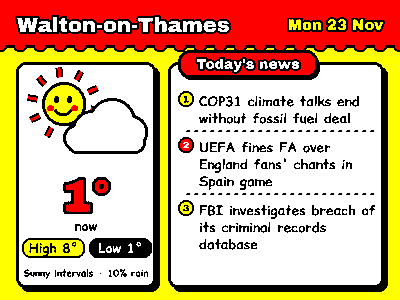 Walton-on-Thames
Mon 23 Nov
Today's news
1 COP31 climate talks end
without fossil fuel deal
2 UEFA fines FA over
England fans' chants in
Spain game
3 FBI investigates breach of
its criminal records
database
1°
now
High 8° Low 1°
Sunny intervals · 10% rain